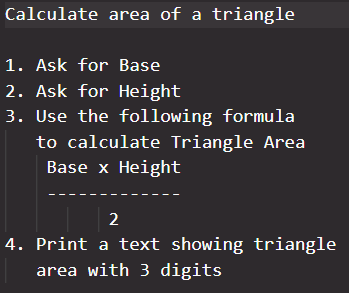 Calculate area of a triangle
1. Ask for Base
2. Ask for Height
3. Use the following formula
to calculate Triangle Area
Base x Height
-------------
2
4. Print a text showing triangle
area with 3 digits